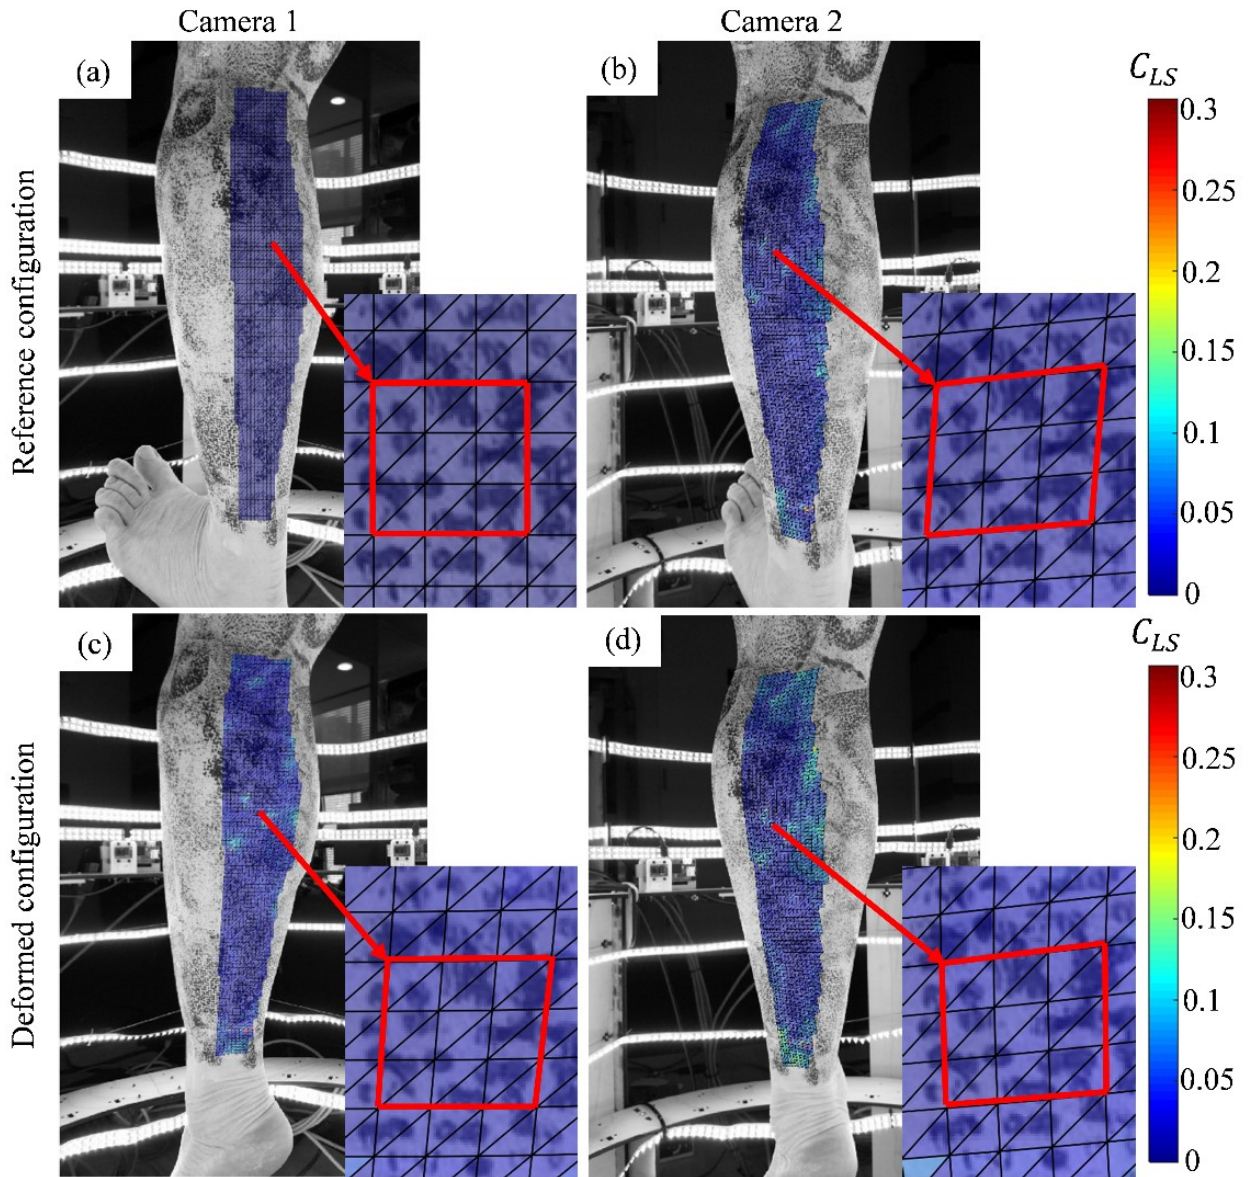 Camera 1
Camera 2
(a)
(b)
C_LS
0.3
0.25
0.2
0.15
0.1
0.05
0
Reference configuration
(c)
(d)
C_LS
0.3
0.25
0.2
0.15
0.1
0.05
0
Deformed configuration